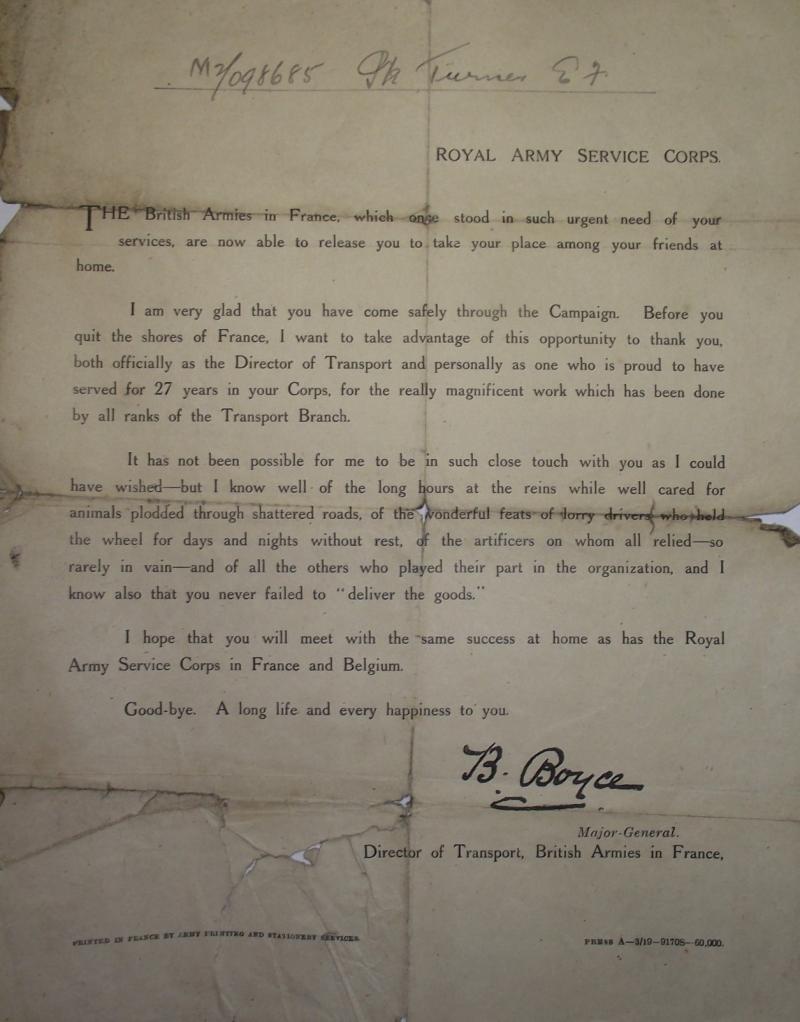 M2/098685 Turner E F
ROYAL ARMY SERVICE CORPS.
THE British Armies in France, which once stood in such urgent need of your
services, are now able to release you to take your place among your friends at
home.
I am very glad that you have come safely through the Campaign. Before you
quit the shores of France, I want to take advantage of this opportunity to thank you,
both officially as the Director of Transport and personally as one who is proud to have
served for 27 years in your Corps, for the really magnificent work which has been done
by all ranks of the Transport Branch.
It has not been possible for me to be in such close touch with you as I could
have wished—but I know well of the long hours at the reins while well cared for
animals plodded through shattered roads, of the wonderful feats of lorry drivers who held
the wheel for days and nights without rest, of the artificers on whom all relied—so
rarely in vain—and of all the others who played their part in the organization, and I
know also that you never failed to "deliver the goods."
I hope that you will meet with the same success at home as has the Royal
Army Service Corps in France and Belgium.
Good-bye. A long life and every happiness to you.
B. Boyce
Major-General.
Director of Transport, British Armies in France,
PRINTED IN FRANCE BY ARMY PRINTING AND STATIONERY SERVICES.
PRESS A—3/19—9170S—60,000.